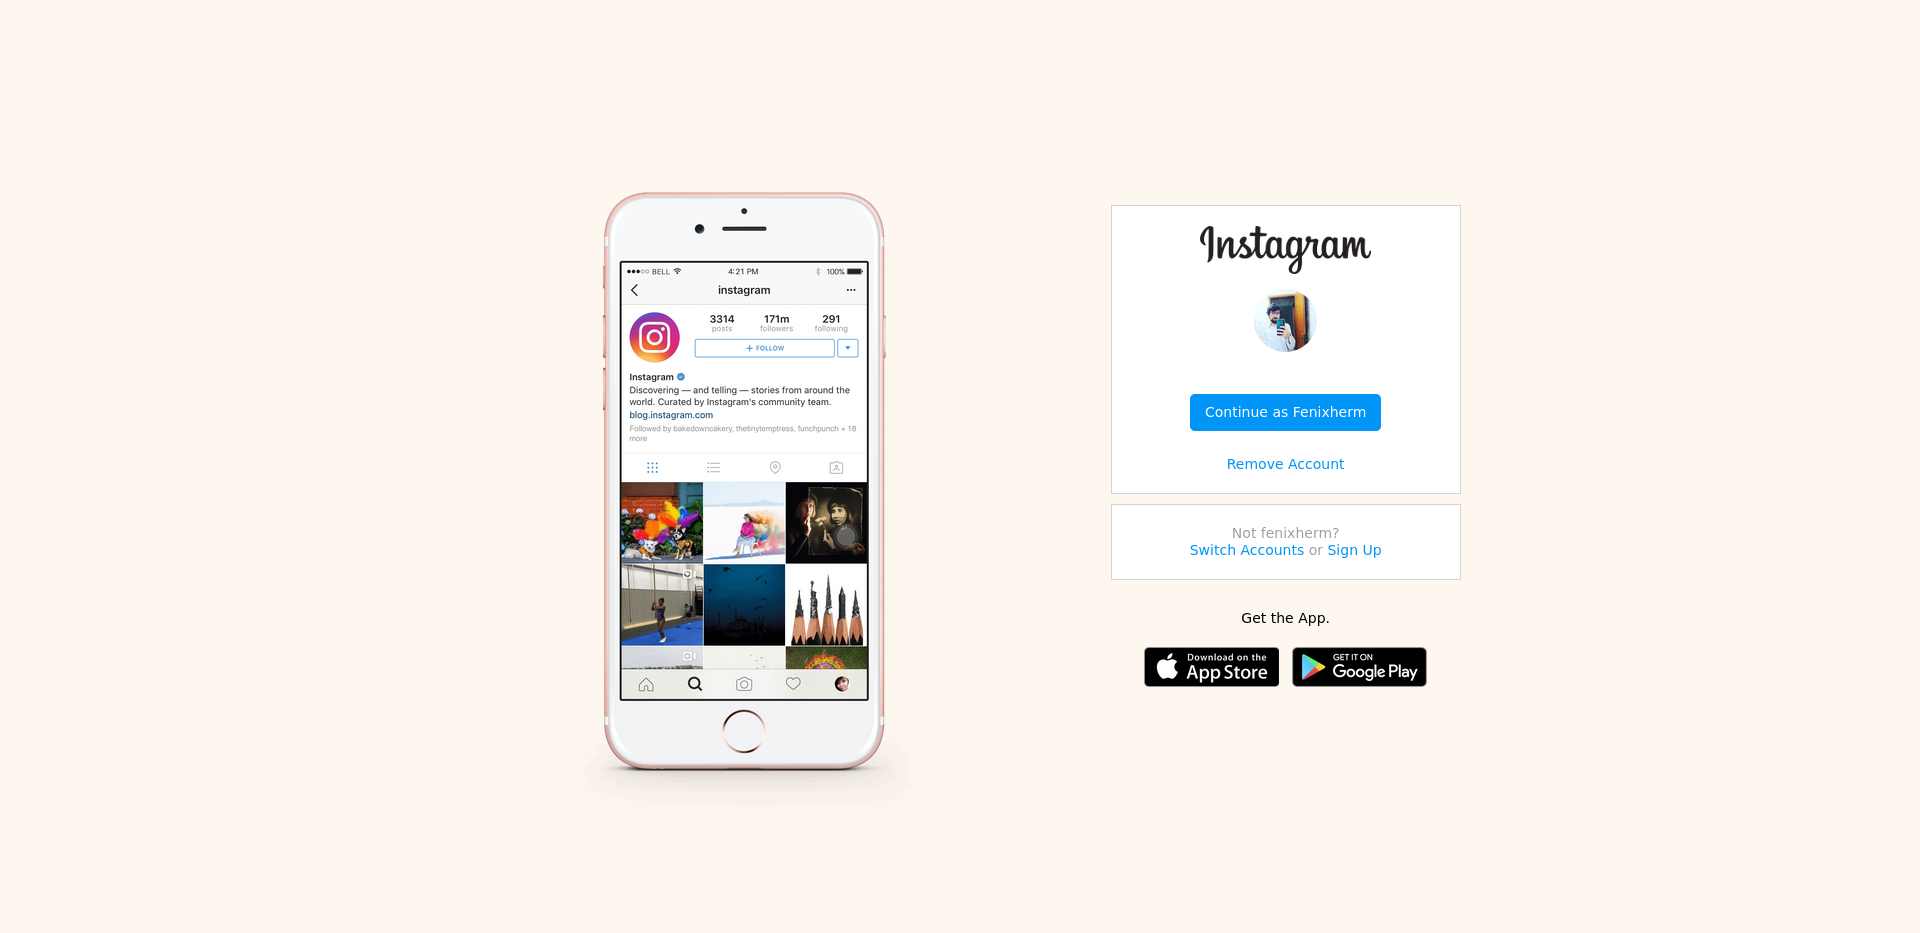 BELL
4:21 PM
100%
instagram
3314
171m
291
posts
followers
following
+ FOLLOW
Instagram
Discovering — and telling — stories from around the
world. Curated by Instagram's community team.
blog.instagram.com
Followed by bakedowncakery, thetinytemptress, funchpunch + 18
more
Instagram
Continue as Fenixherm
Remove Account
Not fenixherm?
Switch Accounts or Sign Up
Get the App.
Download on the
App Store
GET IT ON
Google Play